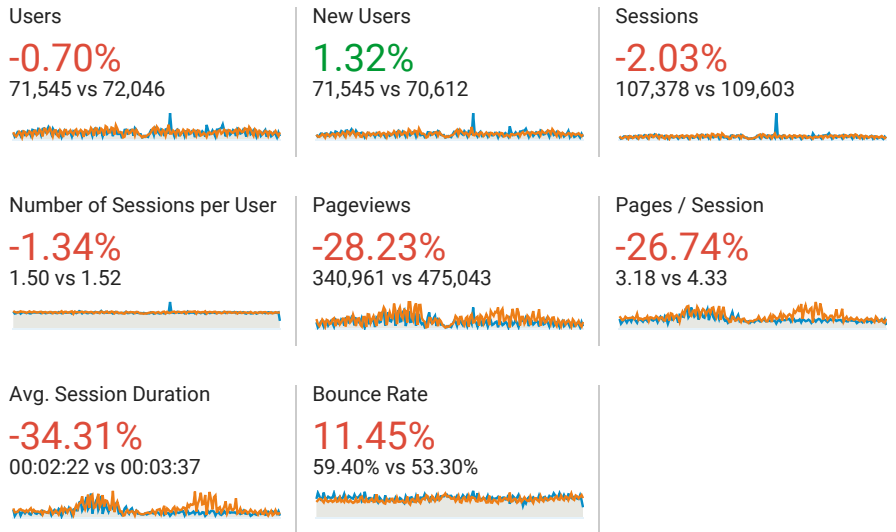 Users
-0.70%
71,545 vs 72,046
New Users
1.32%
71,545 vs 70,612
Sessions
-2.03%
107,378 vs 109,603
Number of Sessions per User
-1.34%
1.50 vs 1.52
Pageviews
-28.23%
340,961 vs 475,043
Pages / Session
-26.74%
3.18 vs 4.33
Avg. Session Duration
-34.31%
00:02:22 vs 00:03:37
Bounce Rate
11.45%
59.40% vs 53.30%